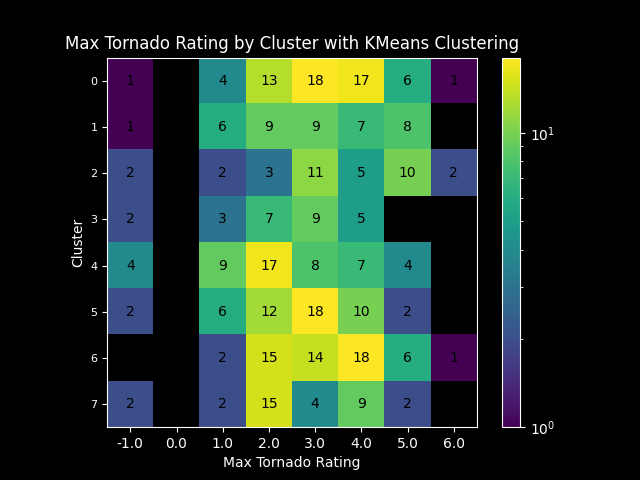 Max Tornado Rating by Cluster with KMeans Clustering
0 1 4 13 18 17 6 1
1 1 6 9 9 7 8
2 2 2 3 11 5 10 2
3 2 3 7 9 5
4 4 9 17 8 7 4
5 2 6 12 18 10 2
6 2 15 14 18 6 1
7 2 2 15 4 9 2
-1.0 0.0 1.0 2.0 3.0 4.0 5.0 6.0
Max Tornado Rating
Cluster
10¹
10⁰